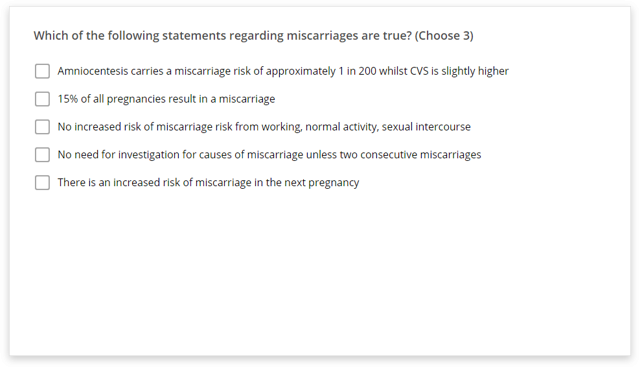 Which of the following statements regarding miscarriages are true? (Choose 3)
Amniocentesis carries a miscarriage risk of approximately 1 in 200 whilst CVS is slightly higher
15% of all pregnancies result in a miscarriage
No increased risk of miscarriage risk from working, normal activity, sexual intercourse
No need for investigation for causes of miscarriage unless two consecutive miscarriages
There is an increased risk of miscarriage in the next pregnancy